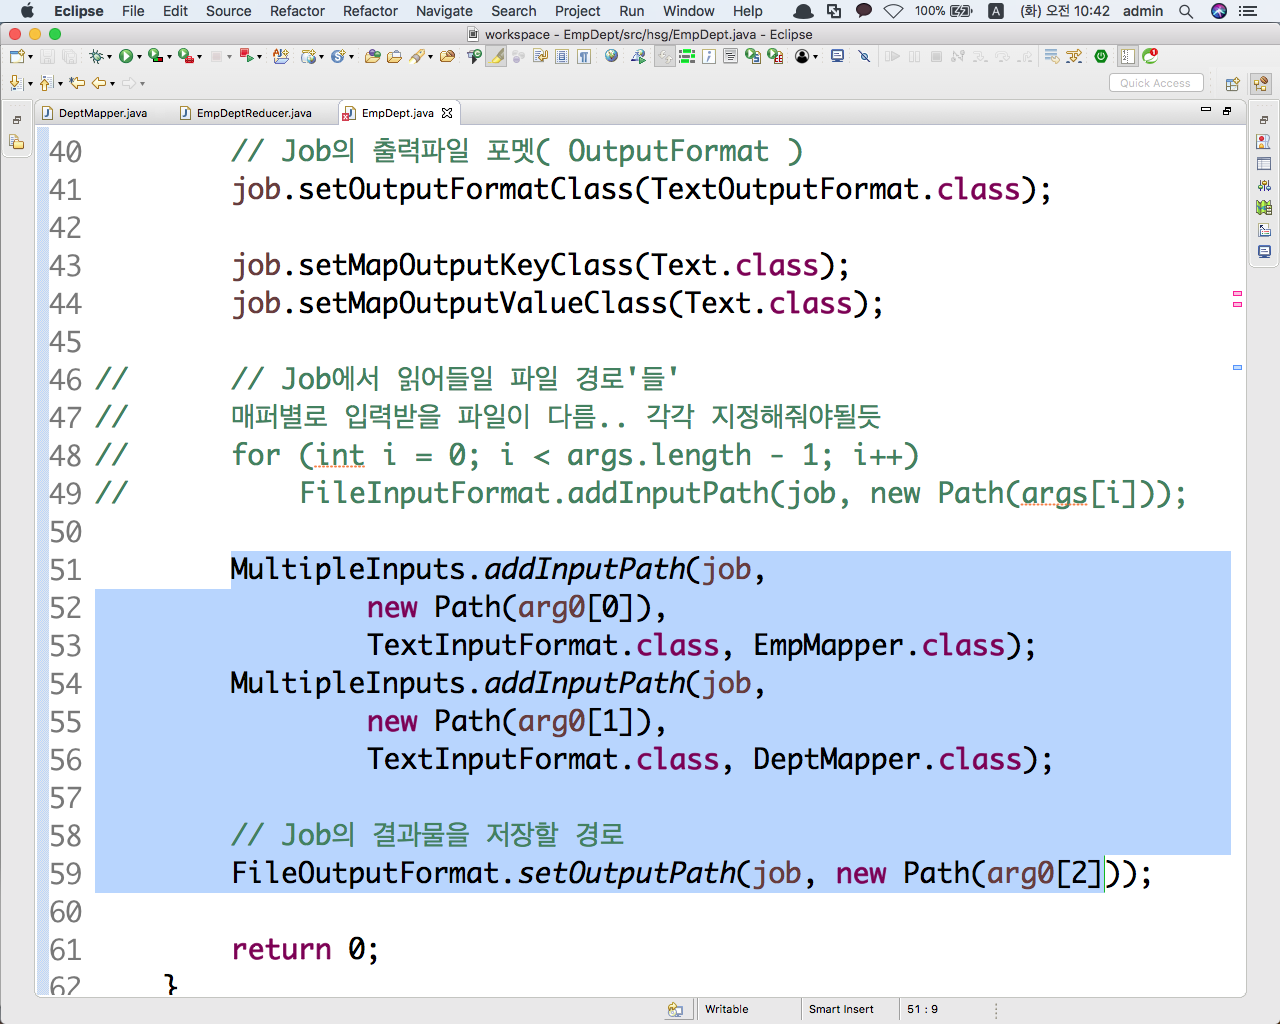 Eclipse File Edit Source Refactor Refactor Navigate Search Project Run Window Help 100% A (화) 오전 10:42 admin
workspace - EmpDept/src/hsg/EmpDept.java - Eclipse
Quick Access
DeptMapper.java EmpDeptReducer.java EmpDept.java
40 // Job의 출력파일 포멧( OutputFormat )
41 job.setOutputFormatClass(TextOutputFormat.class);
42
43 job.setMapOutputKeyClass(Text.class);
44 job.setMapOutputValueClass(Text.class);
45
46 // // Job에서 읽어들일 파일 경로'들'
47 // 매퍼별로 입력받을 파일이 다름.. 각각 지정해줘야될듯
48 // for (int i = 0; i < args.length - 1; i++)
49 // FileInputFormat.addInputPath(job, new Path(args[i]));
50
51 MultipleInputs.addInputPath(job,
52 new Path(arg0[0]),
53 TextInputFormat.class, EmpMapper.class);
54 MultipleInputs.addInputPath(job,
55 new Path(arg0[1]),
56 TextInputFormat.class, DeptMapper.class);
57
58 // Job의 결과물을 저장할 경로
59 FileOutputFormat.setOutputPath(job, new Path(arg0[2]));
60
61 return 0;
62 }
Writable Smart Insert 51 : 9